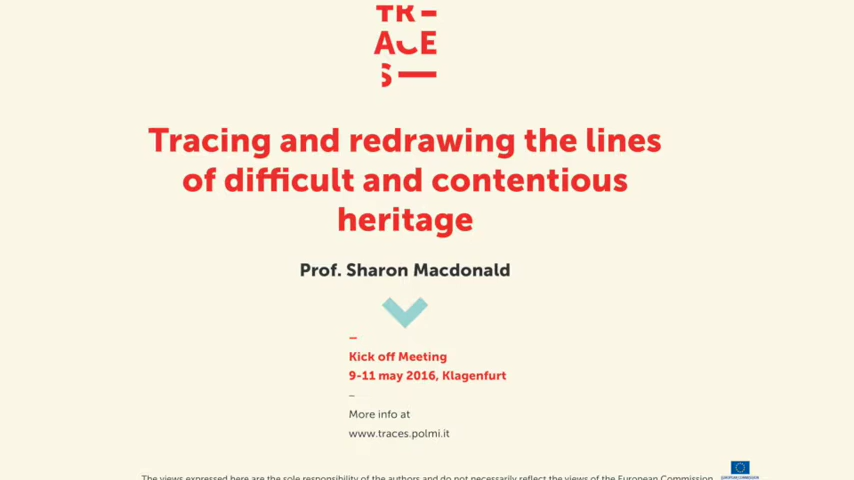 TR–
ACE
S—
Tracing and redrawing the lines
of difficult and contentious
heritage
Prof. Sharon Macdonald
–
Kick off Meeting
9-11 may 2016, Klagenfurt
–
More info at
www.traces.polmi.it
The views expressed here are the sole responsibility of the authors and do not necessarily reflect the views of the European Commission.
EUROPEAN COMMISSION